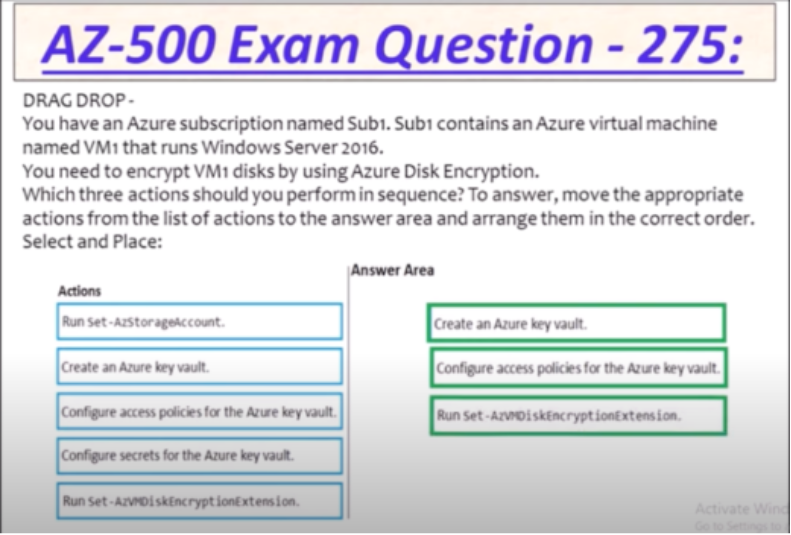 AZ-500 Exam Question - 275:
DRAG DROP -
You have an Azure subscription named Sub1. Sub1 contains an Azure virtual machine
named VM1 that runs Windows Server 2016.
You need to encrypt VM1 disks by using Azure Disk Encryption.
Which three actions should you perform in sequence? To answer, move the appropriate
actions from the list of actions to the answer area and arrange them in the correct order.
Select and Place:
Answer Area
Actions
Run Set-AzStorageAccount.
Create an Azure key vault.
Configure access policies for the Azure key vault.
Configure secrets for the Azure key vault.
Run Set-AzVMDiskEncryptionExtension.
Create an Azure key vault.
Configure access policies for the Azure key vault.
Run Set-AzVMDiskEncryptionExtension.
Activate Wind
Go to Settings to